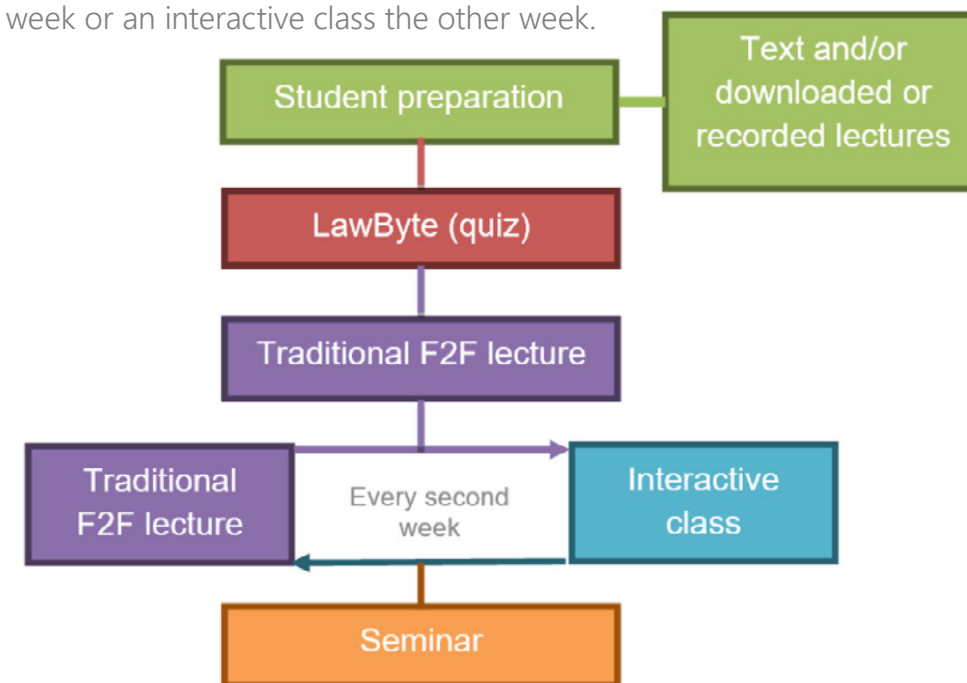 week or an interactive class the other week.
Student preparation
Text and/or
downloaded or
recorded lectures
LawByte (quiz)
Traditional F2F lecture
Traditional
F2F lecture
Every second
week
Interactive
class
Seminar